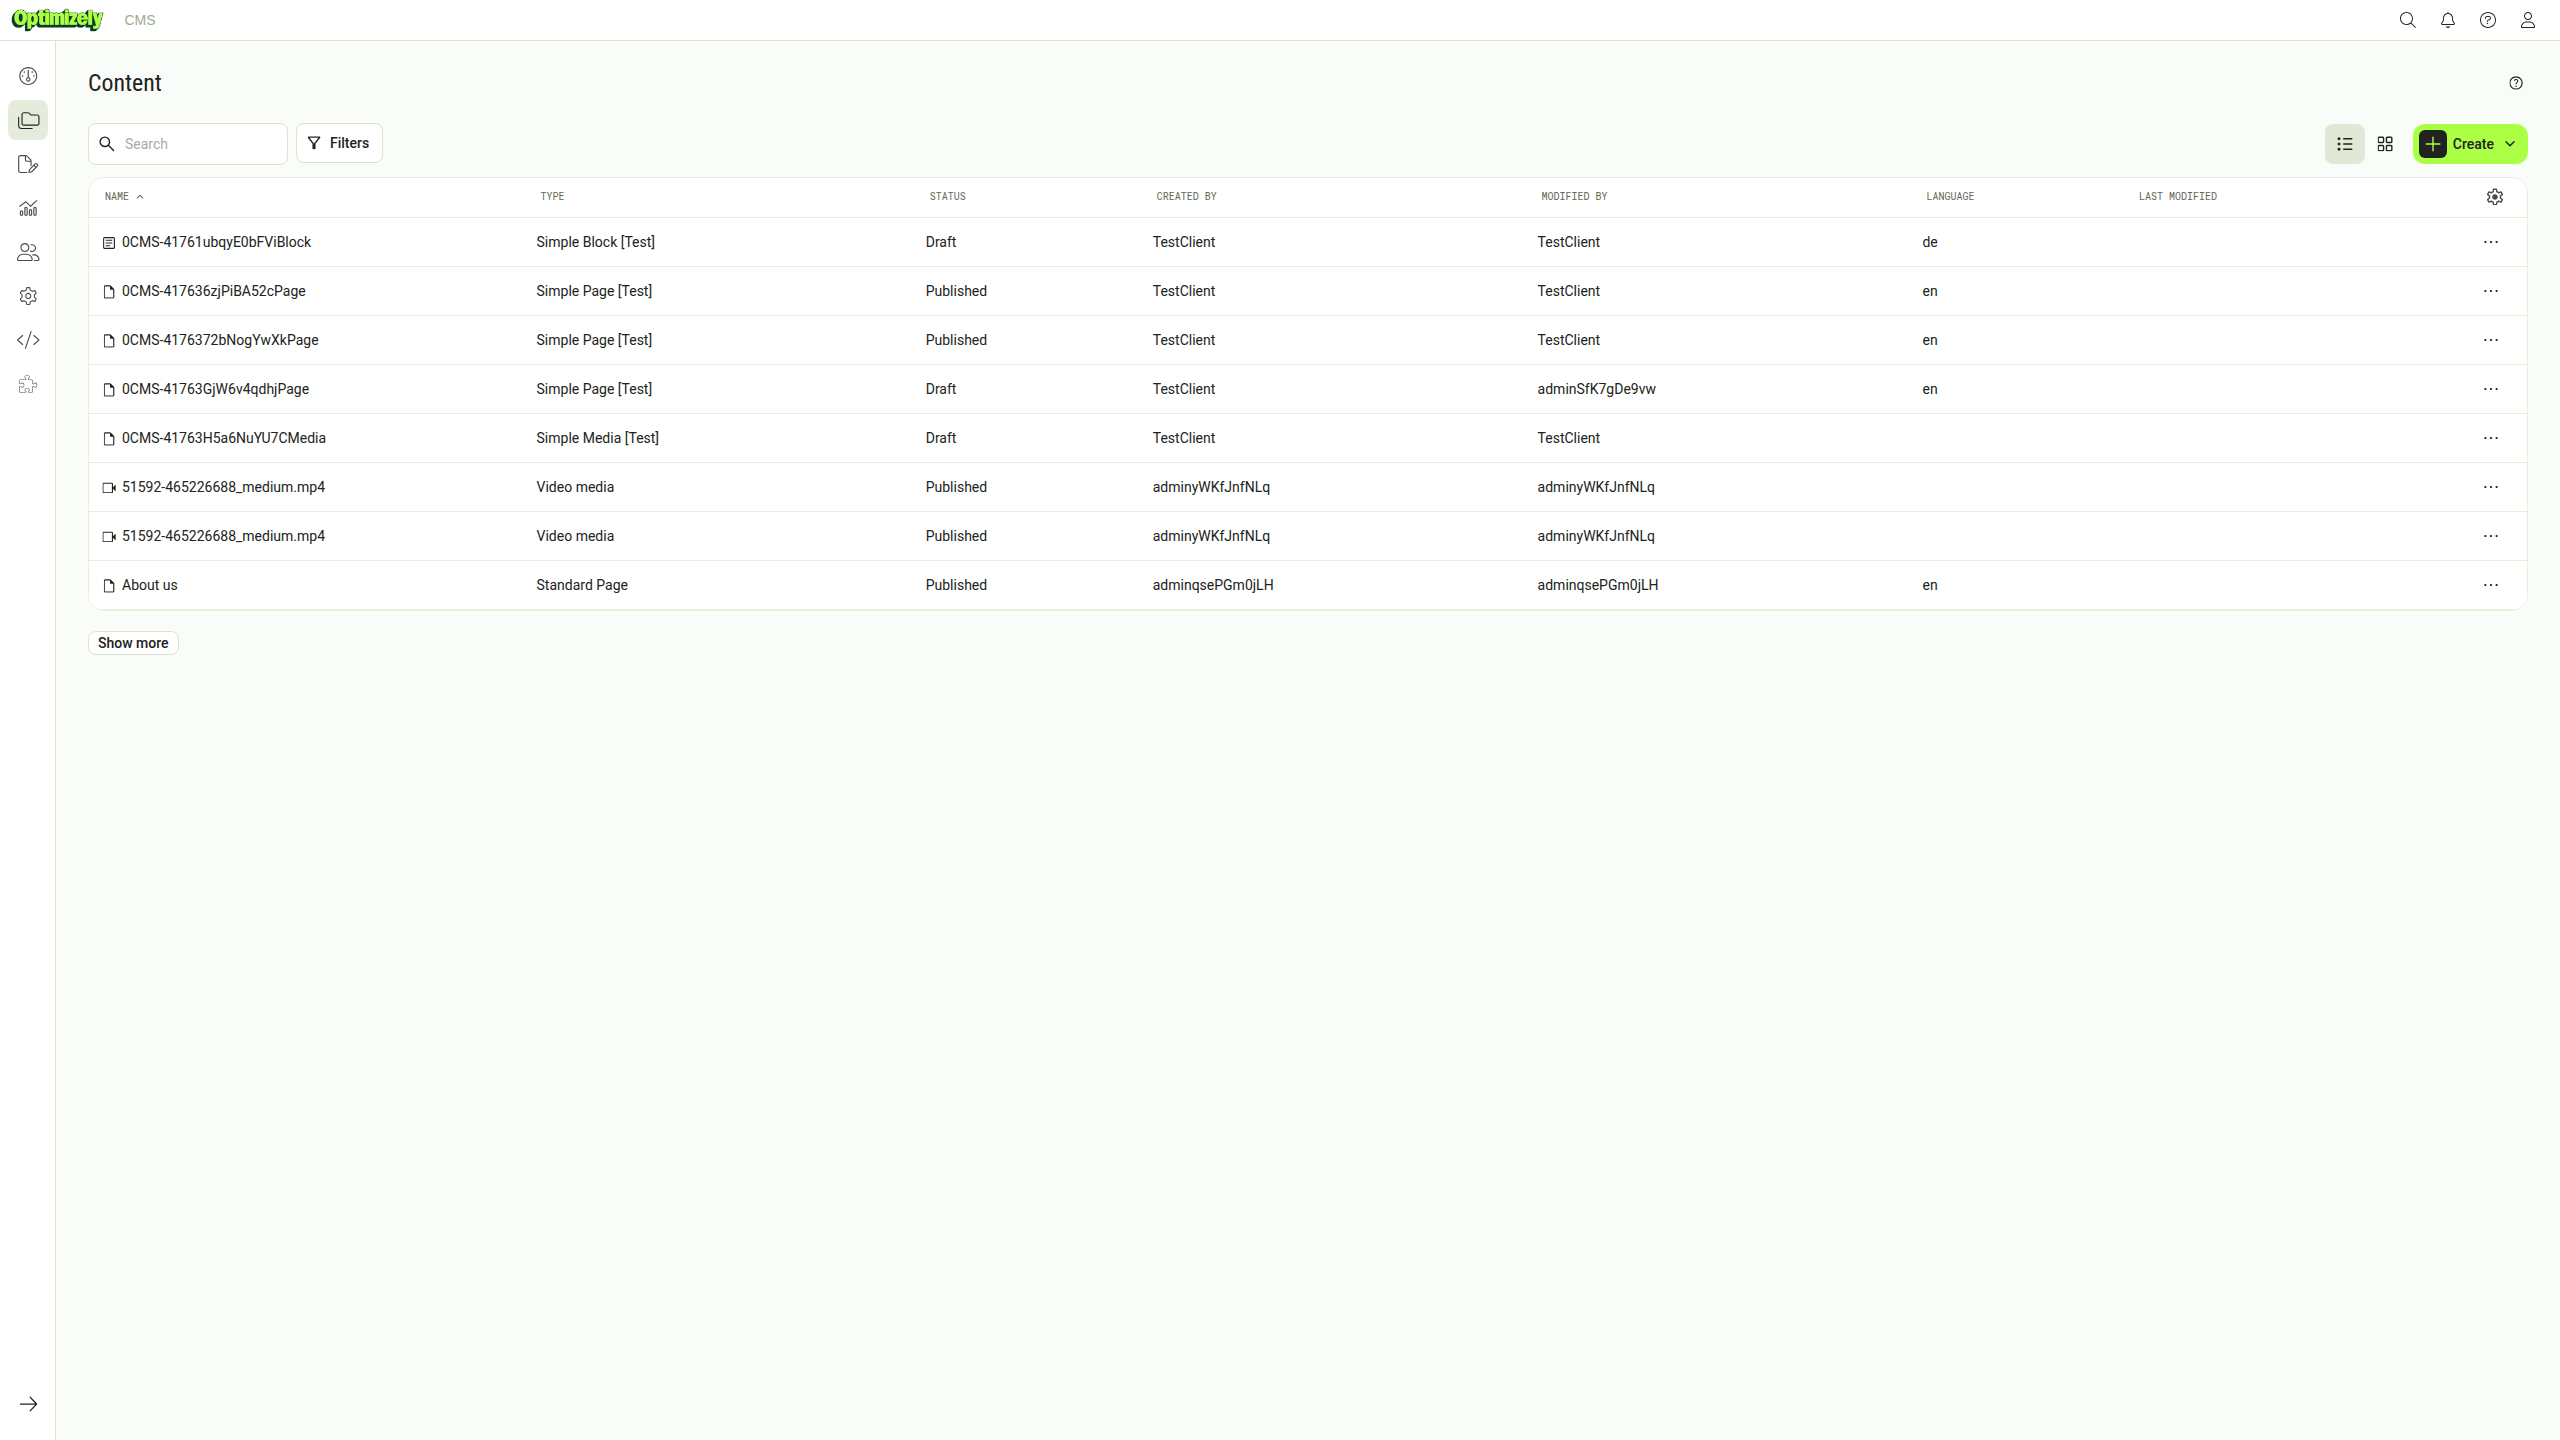 Optimizely CMS
Content
Search Filters Create
NAME TYPE STATUS CREATED BY MODIFIED BY LANGUAGE LAST MODIFIED
0CMS-41761ubqyE0bFViBlock Simple Block [Test] Draft TestClient TestClient de
0CMS-417636zjPiBA52cPage Simple Page [Test] Published TestClient TestClient en
0CMS-4176372bNogYwXkPage Simple Page [Test] Published TestClient TestClient en
0CMS-41763GjW6v4qdhjPage Simple Page [Test] Draft TestClient adminSfK7gDe9vw en
0CMS-41763H5a6NuYU7CMedia Simple Media [Test] Draft TestClient TestClient
51592-465226688_medium.mp4 Video media Published adminyWKfJnfNLq adminyWKfJnfNLq
51592-465226688_medium.mp4 Video media Published adminyWKfJnfNLq adminyWKfJnfNLq
About us Standard Page Published adminqsePGm0jLH adminqsePGm0jLH en
Show more